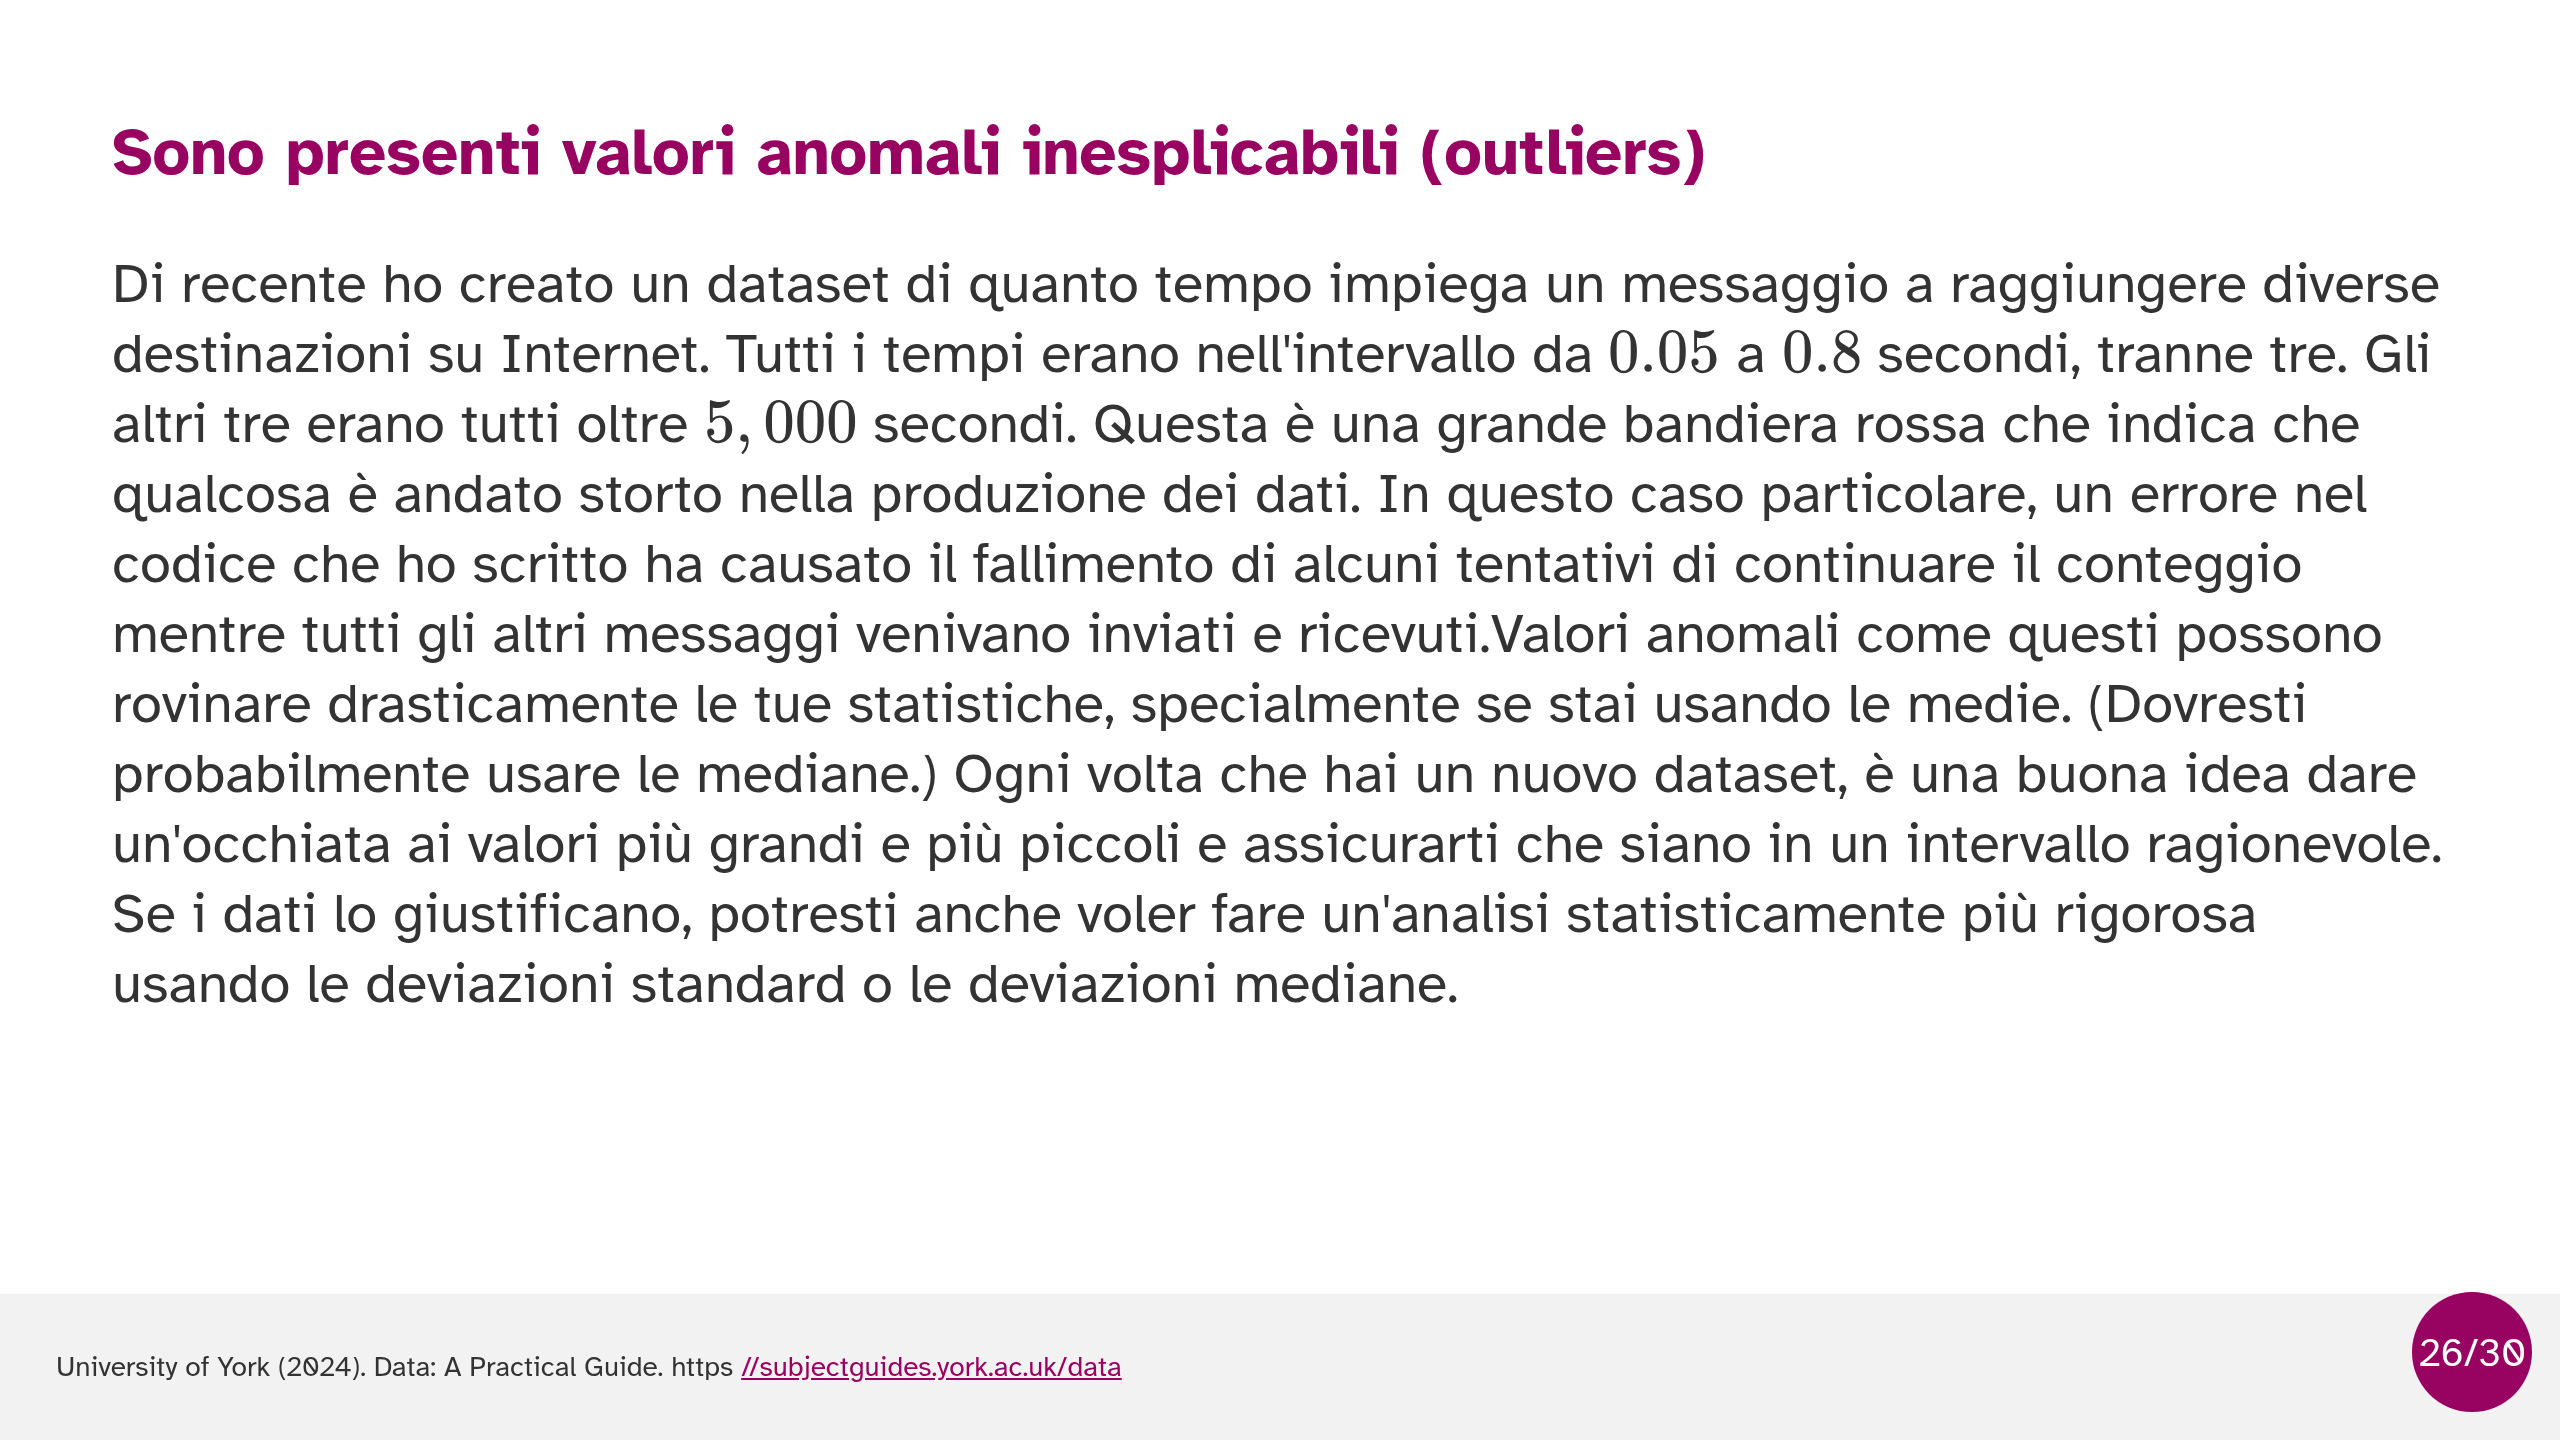 Sono presenti valori anomali inesplicabili (outliers)
Di recente ho creato un dataset di quanto tempo impiega un messaggio a raggiungere diverse
destinazioni su Internet. Tutti i tempi erano nell'intervallo da 0.05 a 0.8 secondi, tranne tre. Gli
altri tre erano tutti oltre 5,000 secondi. Questa è una grande bandiera rossa che indica che
qualcosa è andato storto nella produzione dei dati. In questo caso particolare, un errore nel
codice che ho scritto ha causato il fallimento di alcuni tentativi di continuare il conteggio
mentre tutti gli altri messaggi venivano inviati e ricevuti.Valori anomali come questi possono
rovinare drasticamente le tue statistiche, specialmente se stai usando le medie. (Dovresti
probabilmente usare le mediane.) Ogni volta che hai un nuovo dataset, è una buona idea dare
un'occhiata ai valori più grandi e più piccoli e assicurarti che siano in un intervallo ragionevole.
Se i dati lo giustificano, potresti anche voler fare un'analisi statisticamente più rigorosa
usando le deviazioni standard o le deviazioni mediane.
University of York (2024). Data: A Practical Guide. https //subjectguides.york.ac.uk/data
26/30